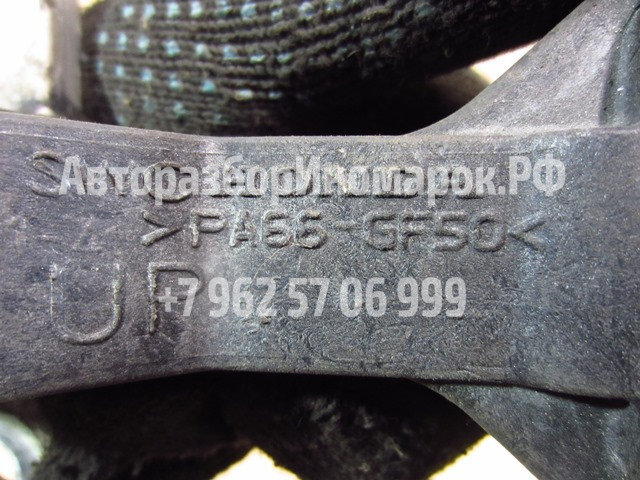 АвторазборИномарок.РФ
>PA66-GF50<
UP
+7 962 57 06 999